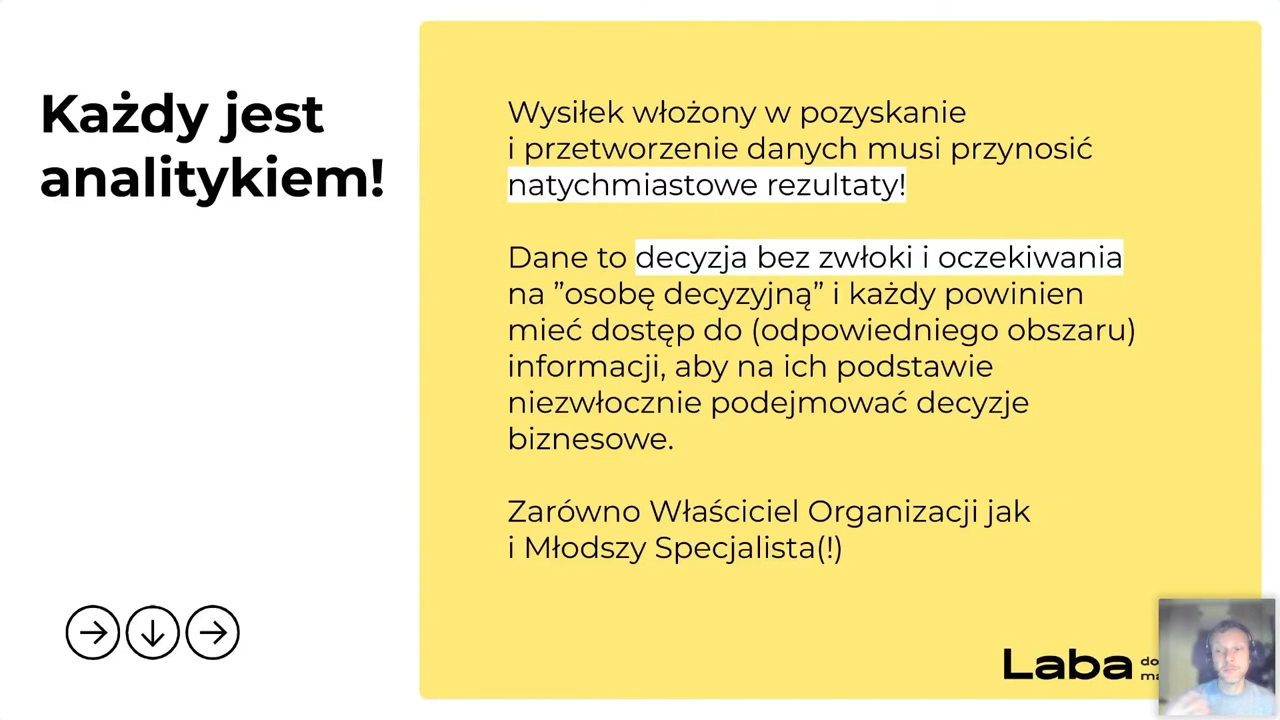 Każdy jest
analitykiem!
Wysiłek włożony w pozyskanie
i przetworzenie danych musi przynosić
natychmiastowe rezultaty!
Dane to decyzja bez zwłoki i oczekiwania
na ”osobę decyzyjną” i każdy powinien
mieć dostęp do (odpowiedniego obszaru)
informacji, aby na ich podstawie
niezwłocznie podejmować decyzje
biznesowe.
Zarówno Właściciel Organizacji jak
i Młodszy Specjalista(!)
Laba